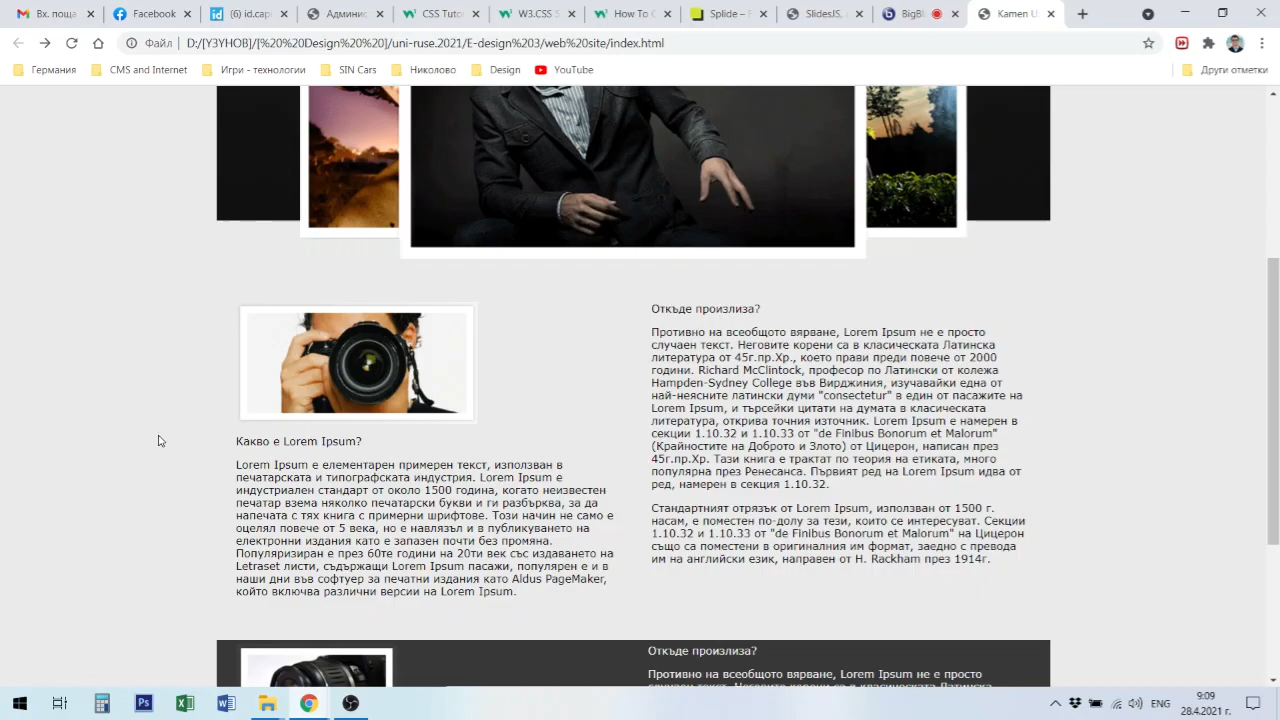 Вх. поща
Facebook
(6) id.cape
Админис
CSS Tuto
W3.CSS S
How To C
Splide – F
SlidesJS,
BigBl
Kamen U
Файл | D:/[Y3YHOB]/[%20%20Design%20%20]/uni-ruse.2021/E-design%203/web%20site/index.html
Германия
CMS and Internet
Игри - технологии
SIN Cars
Николово
Design
YouTube
Други отметки
Какво е Lorem Ipsum?
Lorem Ipsum е елементарен примерен текст, използван в
печатарската и типографската индустрия. Lorem Ipsum е
индустриален стандарт от около 1500 година, когато неизвестен
печатар взема няколко печатарски букви и ги разбърква, за да
напечата с тях книга с примерни шрифтове. Този начин не само е
оцелял повече от 5 века, но е навлязъл и в публикуването на
електронни издания като е запазен почти без промяна.
Популяризиран е през 60те години на 20ти век със издаването на
Letraset листи, съдържащи Lorem Ipsum пасажи, популярен е и в
наши дни във софтуер за печатни издания като Aldus PageMaker,
който включва различни версии на Lorem Ipsum.
Откъде произлиза?
Противно на всеобщото вярване, Lorem Ipsum не е просто
случаен текст. Неговите корени са в класическата Латинска
литература от 45г.пр.Хр., което прави преди повече от 2000
години. Richard McClintock, професор по Латински от колежа
Hampden-Sydney College във Вирджиния, изучавайки една от
най-неясните латински думи "consectetur" в един от пасажите на
Lorem Ipsum, и търсейки цитати на думата в класическата
литература, открива точния източник. Lorem Ipsum е намерен в
секции 1.10.32 и 1.10.33 от "de Finibus Bonorum et Malorum"
(Крайностите на Доброто и Злото) от Цицерон, написан през
45г.пр.Хр. Тази книга е трактат по теория на етиката, много
популярна през Ренесанса. Първият ред на Lorem Ipsum идва от
ред, намерен в секция 1.10.32.
Стандартният отрязък от Lorem Ipsum, използван от 1500 г.
насам, е поместен по-долу за тези, които се интересуват. Секции
1.10.32 и 1.10.33 от "de Finibus Bonorum et Malorum" на Цицерон
също са поместени в оригиналния им формат, заедно с превода
им на английски език, направен от H. Rackham през 1914г.
Откъде произлиза?
Противно на всеобщото вярване, Lorem Ipsum не е просто
случаен текст. Неговите корени са в класическата Латинска
ENG
9:09
28.4.2021 г.